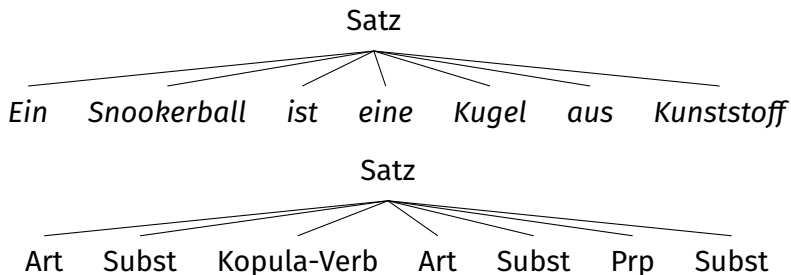 Satz
Ein Snookerball ist eine Kugel aus Kunststoff
Satz
Art Subst Kopula-Verb Art Subst Prp Subst